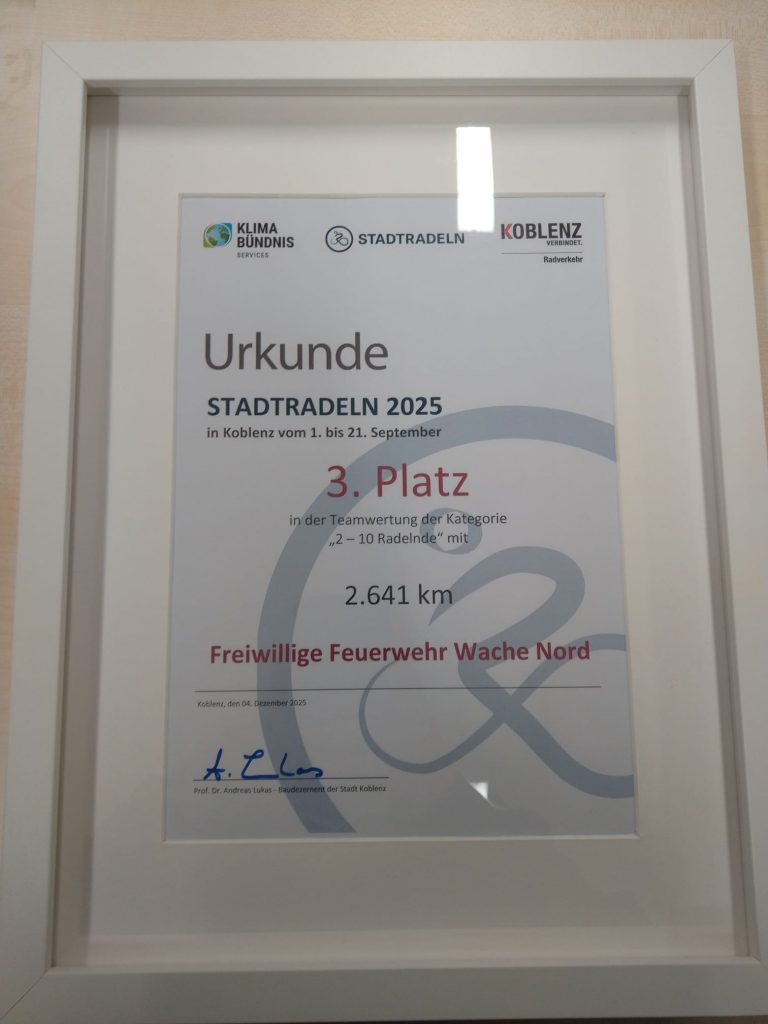 KLIMA
BÜNDNIS
SERVICES
STADTRADELN
KOBLENZ
VERBINDET.
Radverkehr
Urkunde
STADTRADELN 2025
in Koblenz vom 1. bis 21. September
3. Platz
in der Teamwertung der Kategorie
„2 – 10 Radelnde“ mit
2.641 km
Freiwillige Feuerwehr Wache Nord
Koblenz, den 04. Dezember 2025
A. Lukas
Prof. Dr. Andreas Lukas - Baudezernent der Stadt Koblenz